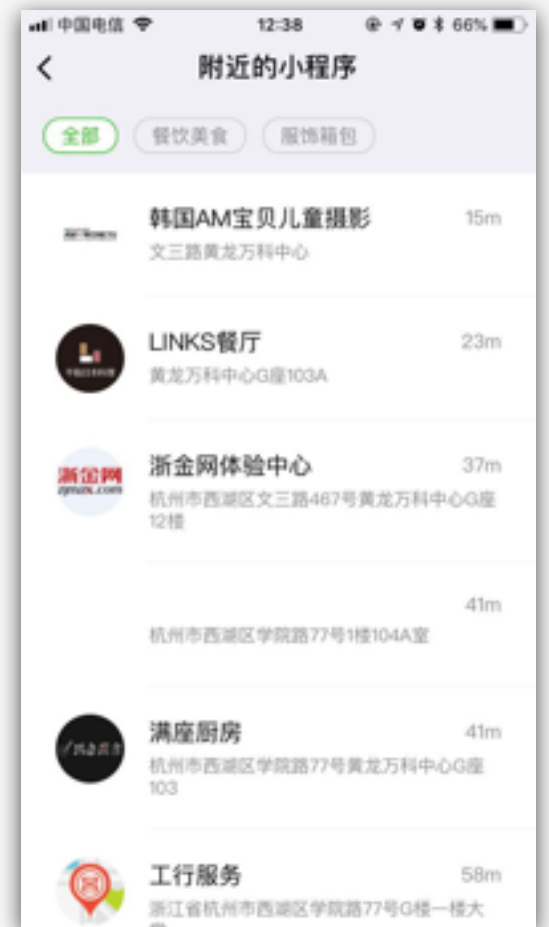 中国电信 12:38 66%
附近的小程序
全部 餐饮美食 服饰箱包
韩国AM宝贝儿童摄影 15m
文三路黄龙万科中心
LINKS餐厅 23m
黄龙万科中心G座103A
浙金网体验中心 37m
浙金网
zjmax.com
杭州市西湖区文三路467号黄龙万科中心G座
12楼
41m
杭州市西湖区学院路77号1楼104A室
满座厨房 41m
杭州市西湖区学院路77号黄龙万科中心G座
103
工行服务 58m
浙江省杭州市西湖区学院路77号G楼一楼大